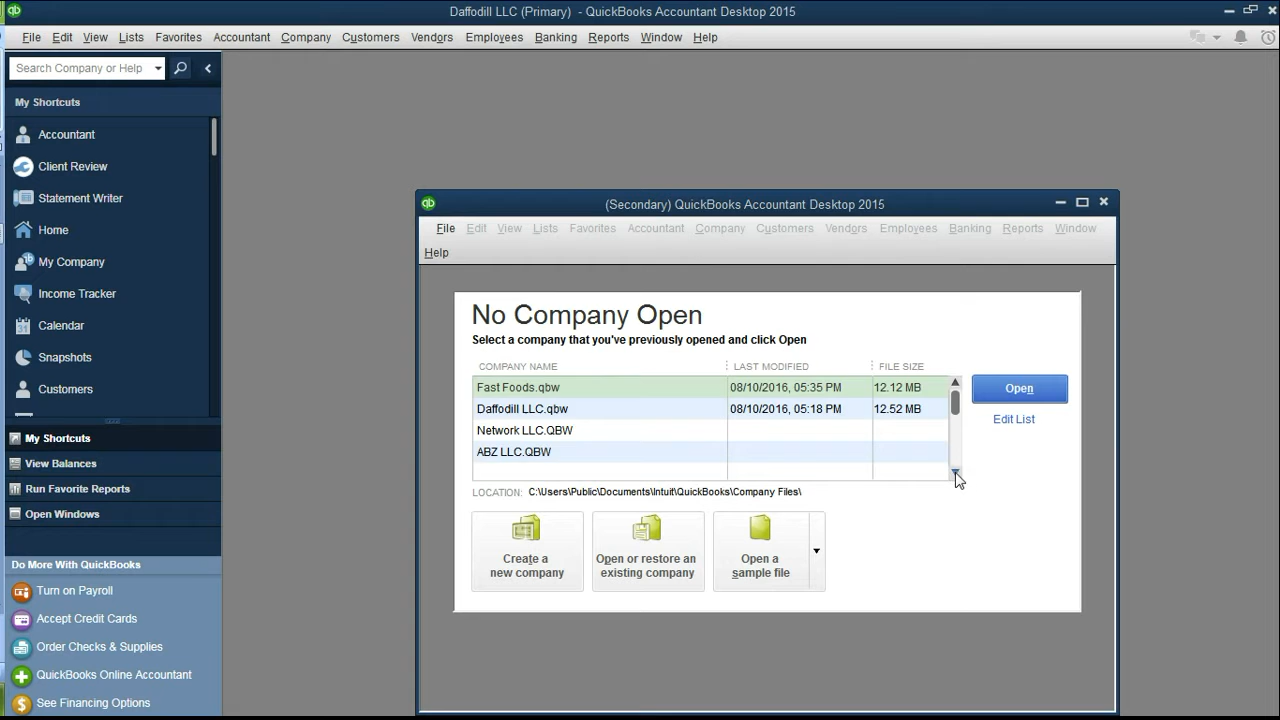 Daffodill LLC (Primary) - QuickBooks Accountant Desktop 2015
File Edit View Lists Favorites Accountant Company Customers Vendors Employees Banking Reports Window Help
Search Company or Help
My Shortcuts
Accountant
Client Review
Statement Writer
Home
My Company
Income Tracker
Calendar
Snapshots
Customers
My Shortcuts
View Balances
Run Favorite Reports
Open Windows
Do More With QuickBooks
Turn on Payroll
Accept Credit Cards
Order Checks & Supplies
QuickBooks Online Accountant
See Financing Options
qb (Secondary) QuickBooks Accountant Desktop 2015
File Edit View Lists Favorites Accountant Company Customers Vendors Employees Banking Reports Window
Help
No Company Open
Select a company that you've previously opened and click Open
COMPANY NAME LAST MODIFIED FILE SIZE
Fast Foods.qbw 08/10/2016, 05:35 PM 12.12 MB
Daffodill LLC.qbw 08/10/2016, 05:18 PM 12.52 MB
Network LLC.QBW
ABZ LLC.QBW
Open
Edit List
LOCATION: C:\Users\Public\Documents\Intuit\QuickBooks\Company Files\
Create a
new company
Open or restore an
existing company
Open a
sample file